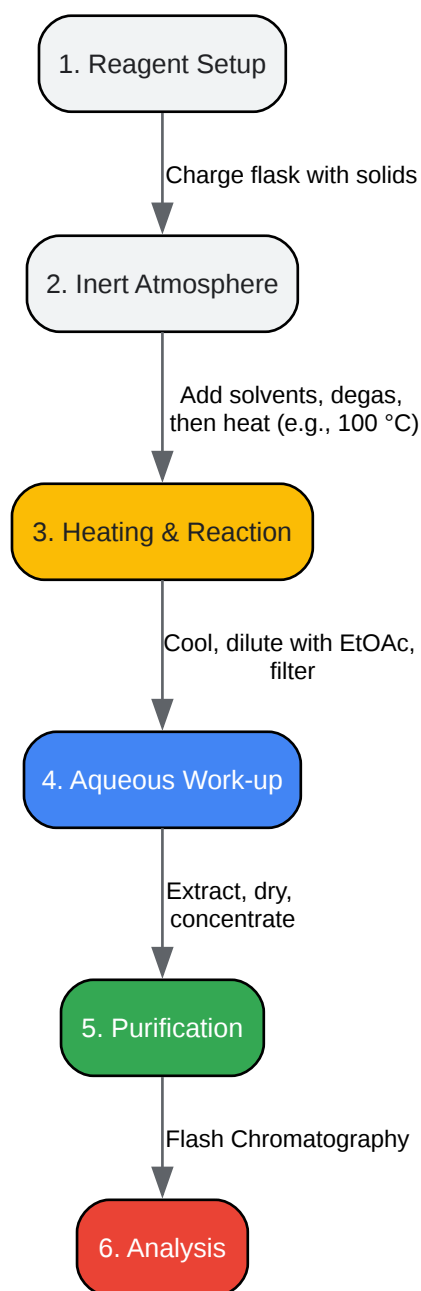 1. Reagent Setup
Charge flask with solids
2. Inert Atmosphere
Add solvents, degas,
then heat (e.g., 100 °C)
3. Heating & Reaction
Cool, dilute with EtOAc,
filter
4. Aqueous Work-up
Extract, dry,
concentrate
5. Purification
Flash Chromatography
6. Analysis